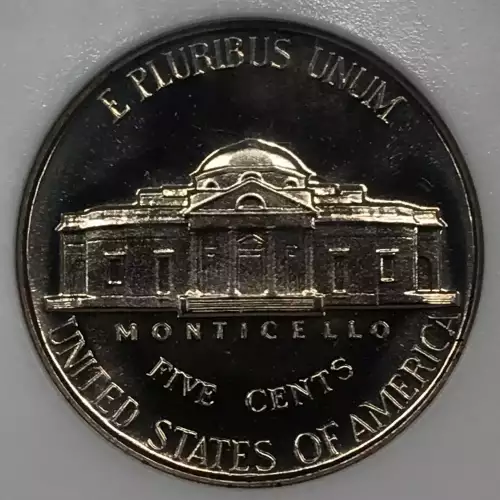 E PLURIBUS UNUM
MONTICELLO
FIVE CENTS
UNITED STATES OF AMERICA